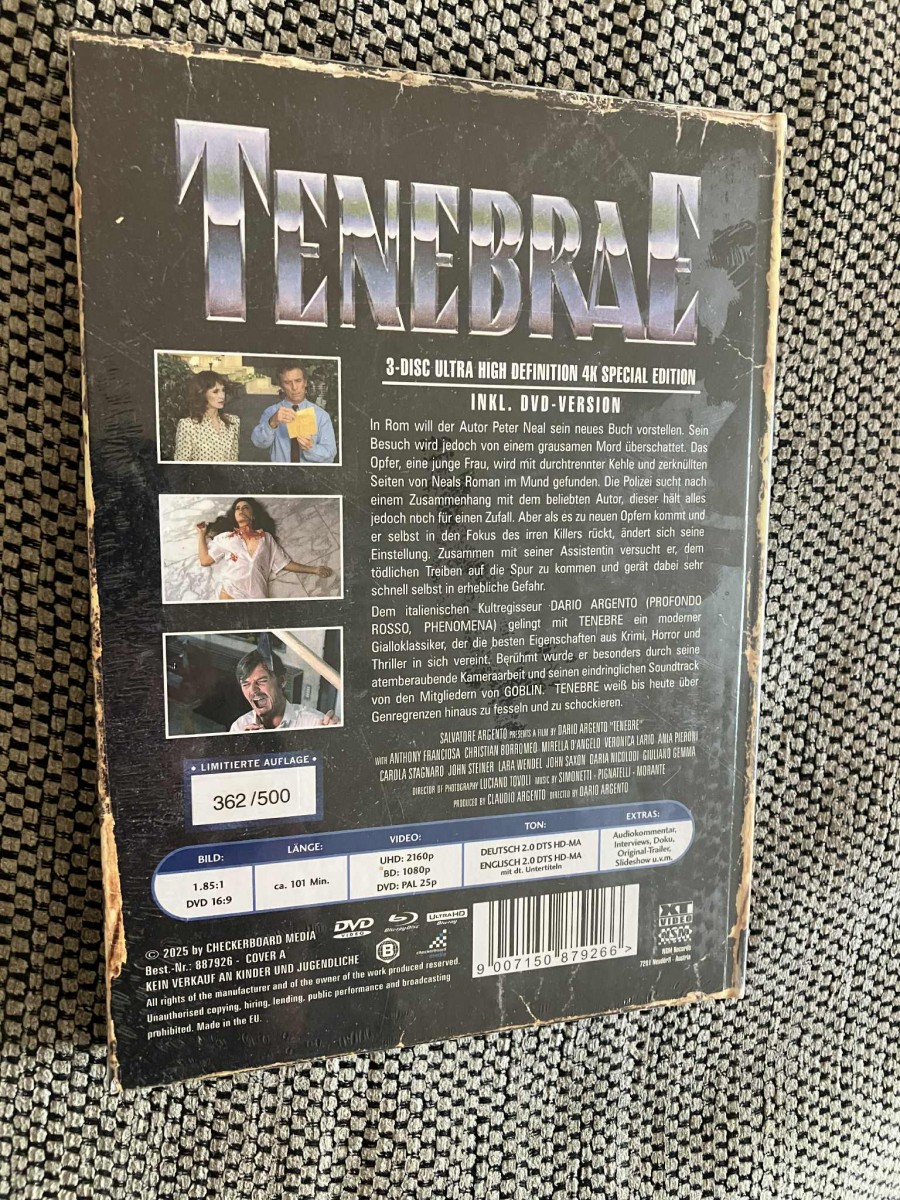 TENEBRAE
3-DISC ULTRA HIGH DEFINITION 4K SPECIAL EDITION
INKL. DVD-VERSION
In Rom will der Autor Peter Neal sein neues Buch vorstellen. Sein
Besuch wird jedoch von einem grausamen Mord überschattet. Das
Opfer, eine junge Frau, wird mit durchtrennter Kehle und zerknüllten
Seiten von Neals Roman im Mund gefunden. Die Polizei sucht nach
einem Zusammenhang mit dem beliebten Autor, dieser hält alles
jedoch noch für einen Zufall. Aber als es zu neuen Opfern kommt und
er selbst in den Fokus des irren Killers rückt, ändert sich seine
Einstellung. Zusammen mit seiner Assistentin versucht er, dem
tödlichen Treiben auf die Spur zu kommen und gerät dabei sehr
schnell selbst in erhebliche Gefahr.
Dem italienischen Kultregisseur DARIO ARGENTO (PROFONDO
ROSSO, PHENOMENA) gelingt mit TENEBRE ein moderner
Gialloklassiker, der die besten Eigenschaften aus Krimi, Horror und
Thriller in sich vereint. Berühmt wurde er besonders durch seine
atemberaubende Kameraarbeit und seinen eindringlichen Soundtrack
von den Mitgliedern von GOBLIN. TENEBRE weiß bis heute über
Genregrenzen hinaus zu fesseln und zu schockieren.
SALVATORE ARGENTO PRESENTS A FILM BY DARIO ARGENTO "TENEBRE"
WITH ANTHONY FRANCIOSA CHRISTIAN BORROMEO MIRELLA D'ANGELO VERONICA LARIO ANIA PIERONI
CAROLA STAGNARO JOHN STEINER LARA WENDEL JOHN SAXON DARIA NICOLODI GIULIANO GEMMA
DIRECTOR OF PHOTOGRAPHY LUCIANO TOVOLI MUSIC BY SIMONETTI - PIGNATELLI - MORANTE
PRODUCED BY CLAUDIO ARGENTO DIRECTED BY DARIO ARGENTO
• LIMITIERTE AUFLAGE •
362/500
BILD:
1.85:1
DVD 16:9
LÄNGE:
ca. 101 Min.
VIDEO:
UHD: 2160p
BD: 1080p
DVD: PAL 25p
TON:
DEUTSCH 2.0 DTS HD-MA
ENGLISCH 2.0 DTS HD-MA
mit dt. Untertiteln
EXTRAS:
Audiokommentar,
Interviews, Doku,
Original-Trailer,
Slideshow u.v.m.
© 2025 by CHECKERBOARD MEDIA
Best.-Nr.: 887926 - COVER A
KEIN VERKAUF AN KINDER UND JUGENDLICHE
All rights of the manufacturer and of the owner of the work produced reserved.
Unauthorised copying, hiring, lending, public performance and broadcasting
prohibited. Made in the EU.
DVD VIDEO
Blu-ray Disc
ULTRA HD Blu-ray
B
9 007150 879266 >
XT VIDEO